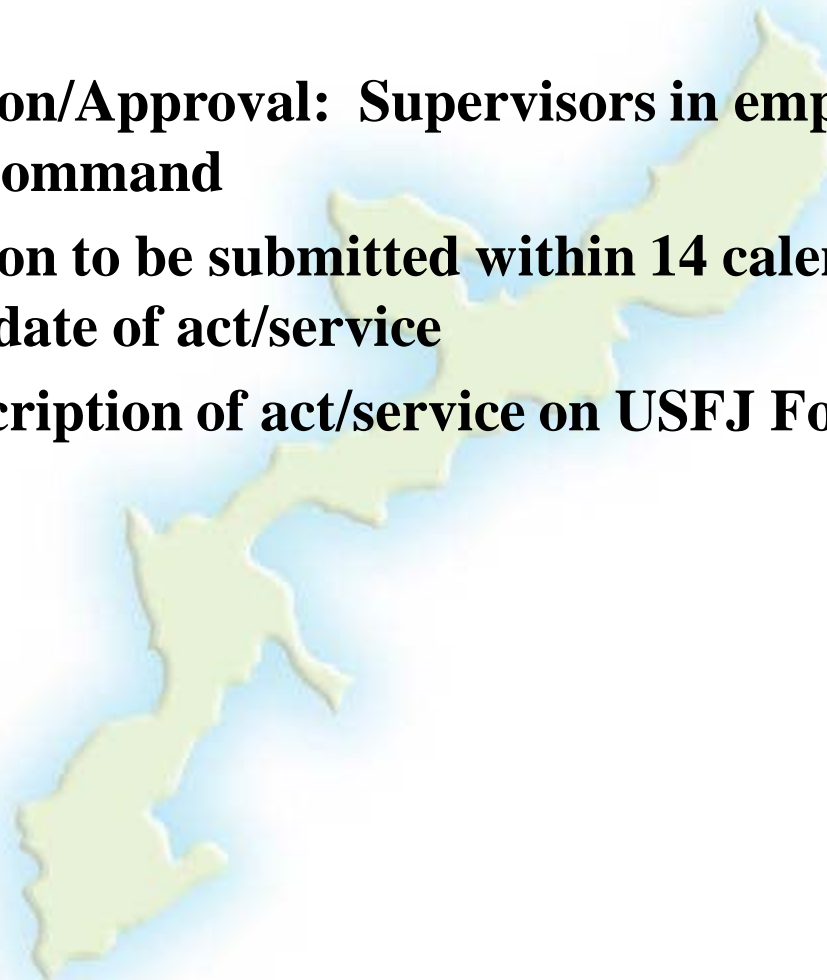 on/Approval: Supervisors in emp
ommand
on to be submitted within 14 caler
date of act/service
cription of act/service on USFJ Fo